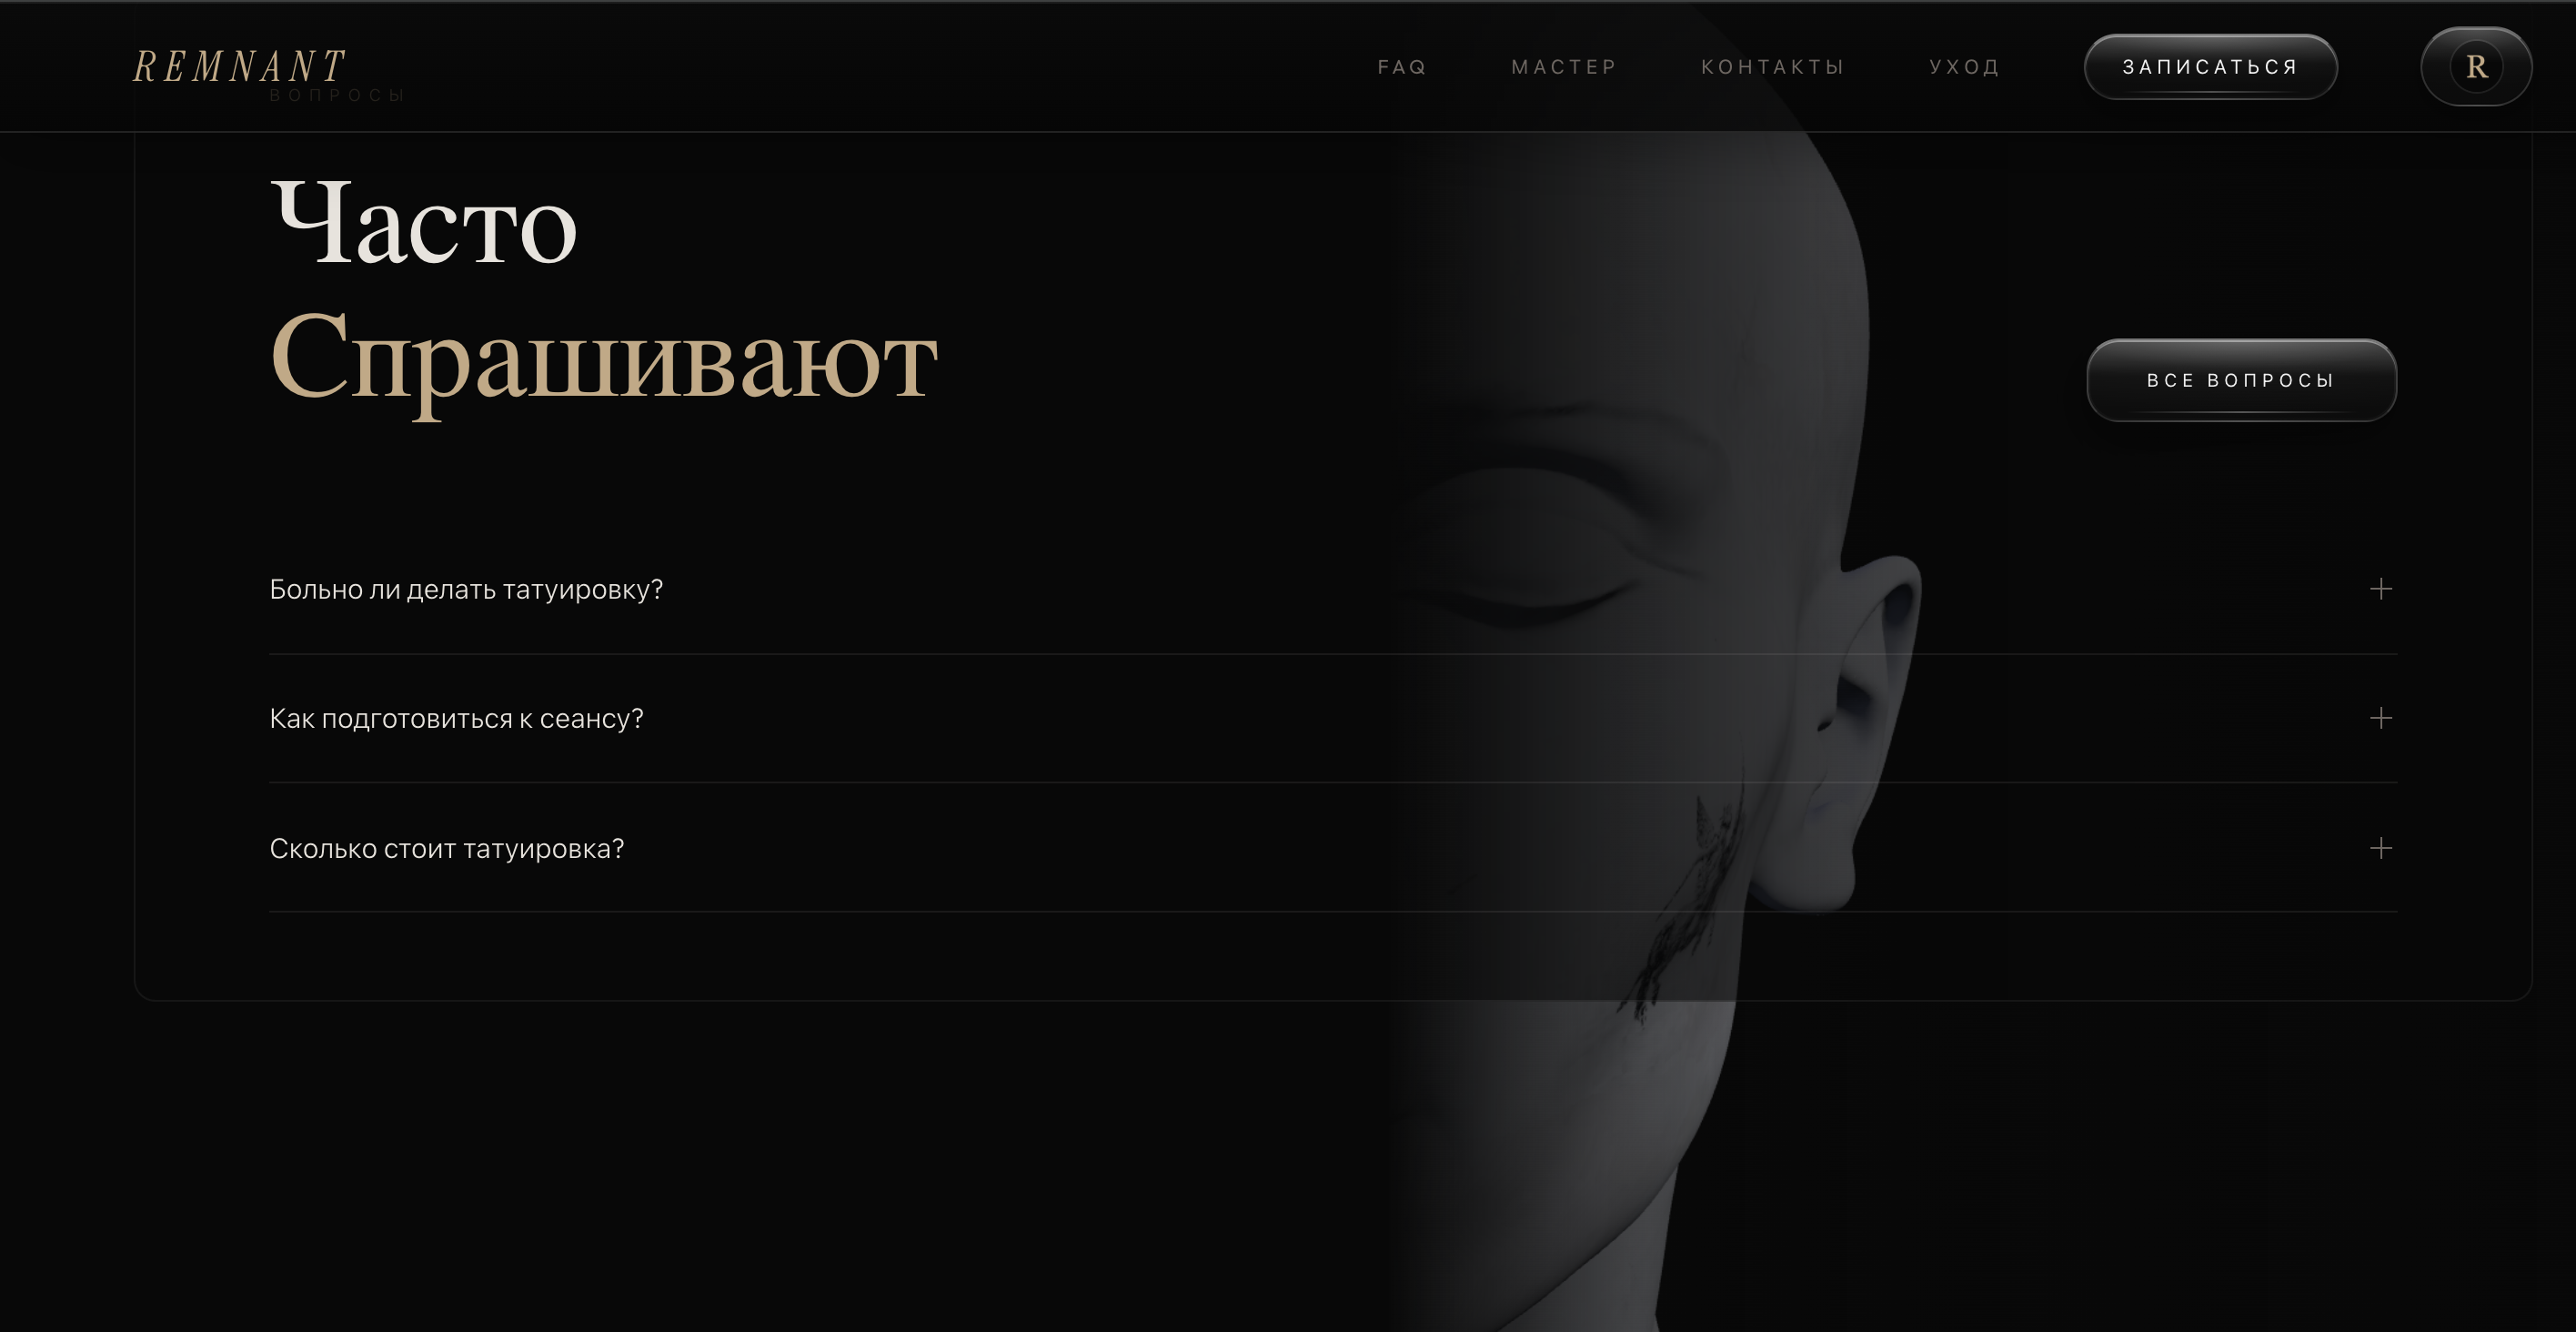 REMNANT
ВОПРОСЫ
FAQ
МАСТЕР
КОНТАКТЫ
УХОД
ЗАПИСАТЬСЯ
R
Часто
Спрашивают
ВСЕ ВОПРОСЫ
Больно ли делать татуировку?
Как подготовиться к сеансу?
Сколько стоит татуировка?